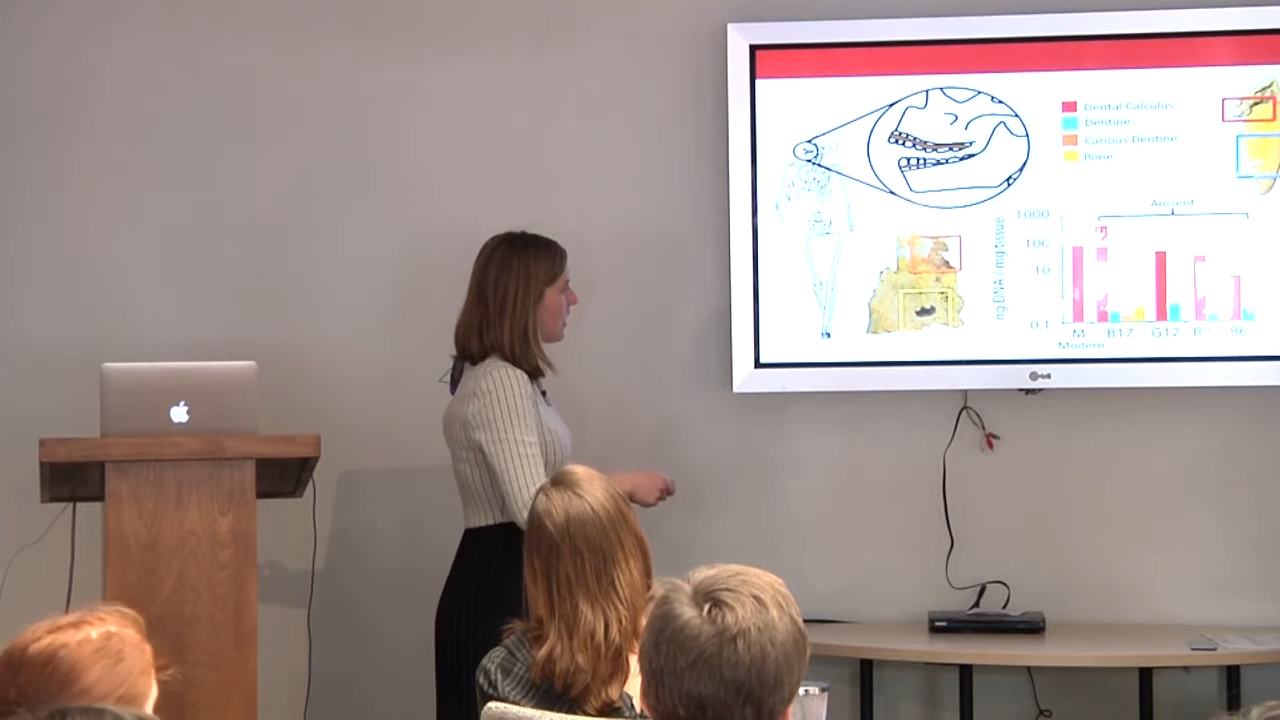 Dental Calculus
Dentine
Carious Dentine
Bone
Ancient
1000
100
10
0.1
ng DNA / mg tissue
M
B17
G12
Modern
LG